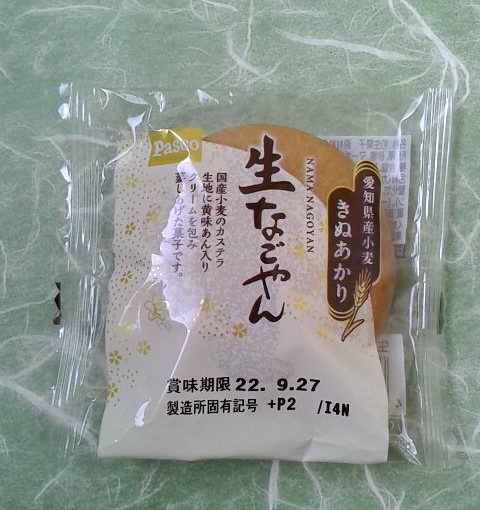 Pasco
生なごやん
NAMA NAGOYAN
愛知県産小麦
きぬあかり
国産小麦のカステラ
生地に黄味あん入り
クリームを包み
蒸しあげた菓子です。
賞味期限 22. 9.27
製造所固有記号 +P2 /I4N